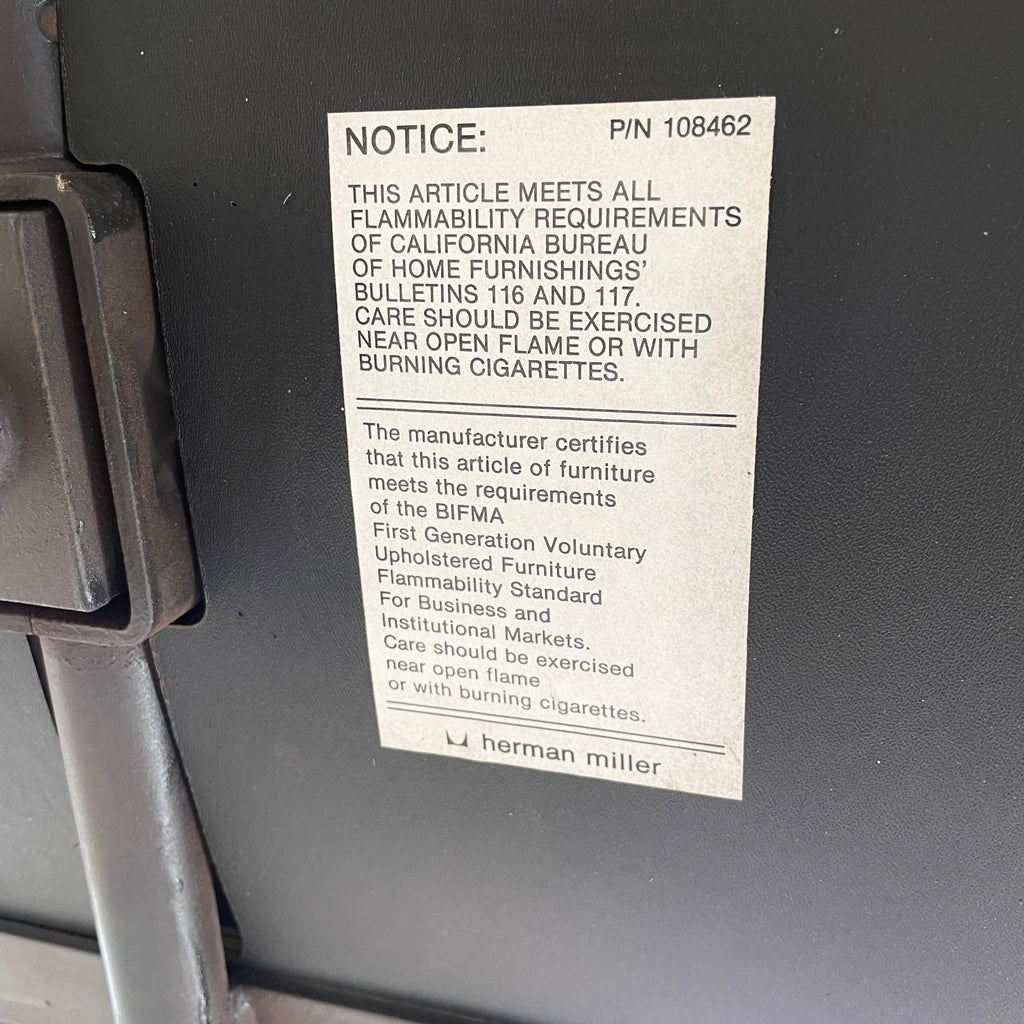 NOTICE:
P/N 108462
THIS ARTICLE MEETS ALL
FLAMMABILITY REQUIREMENTS
OF CALIFORNIA BUREAU
OF HOME FURNISHINGS'
BULLETINS 116 AND 117.
CARE SHOULD BE EXERCISED
NEAR OPEN FLAME OR WITH
BURNING CIGARETTES.
The manufacturer certifies
that this article of furniture
meets the requirements
of the BIFMA
First Generation Voluntary
Upholstered Furniture
Flammability Standard
For Business and
Institutional Markets.
Care should be exercised
near open flame
or with burning cigarettes.
herman miller